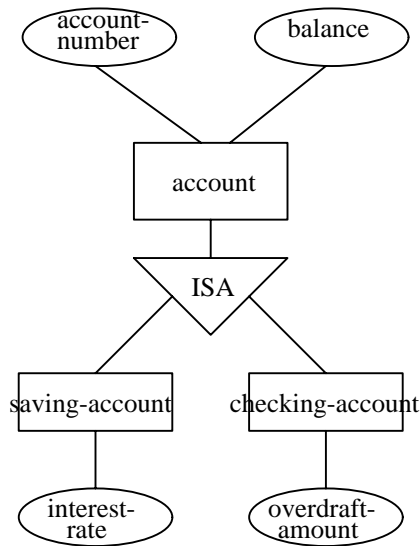 account-
number
balance
account
ISA
saving-account
checking-account
interest-
rate
overdraft-
amount